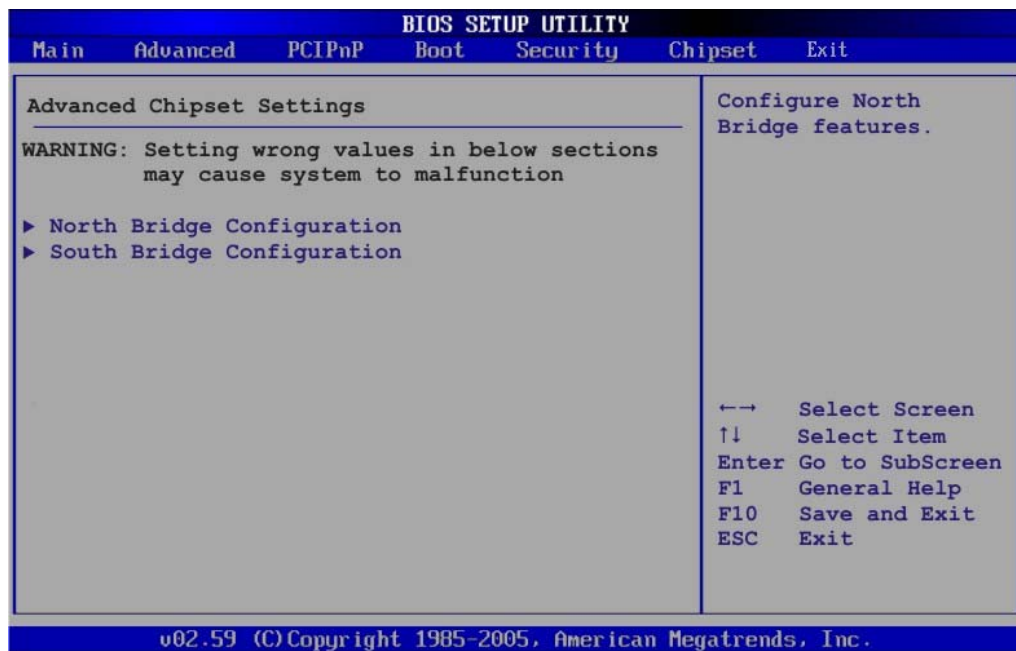 BIOS SETUP UTILITY
Main Advanced PCIPnP Boot Security Chipset Exit
Advanced Chipset Settings
WARNING: Setting wrong values in below sections
may cause system to malfunction
► North Bridge Configuration
► South Bridge Configuration
Configure North
Bridge features.
←→ Select Screen
↑↓ Select Item
Enter Go to SubScreen
F1 General Help
F10 Save and Exit
ESC Exit
v02.59 (C)Copyright 1985-2005, American Megatrends, Inc.